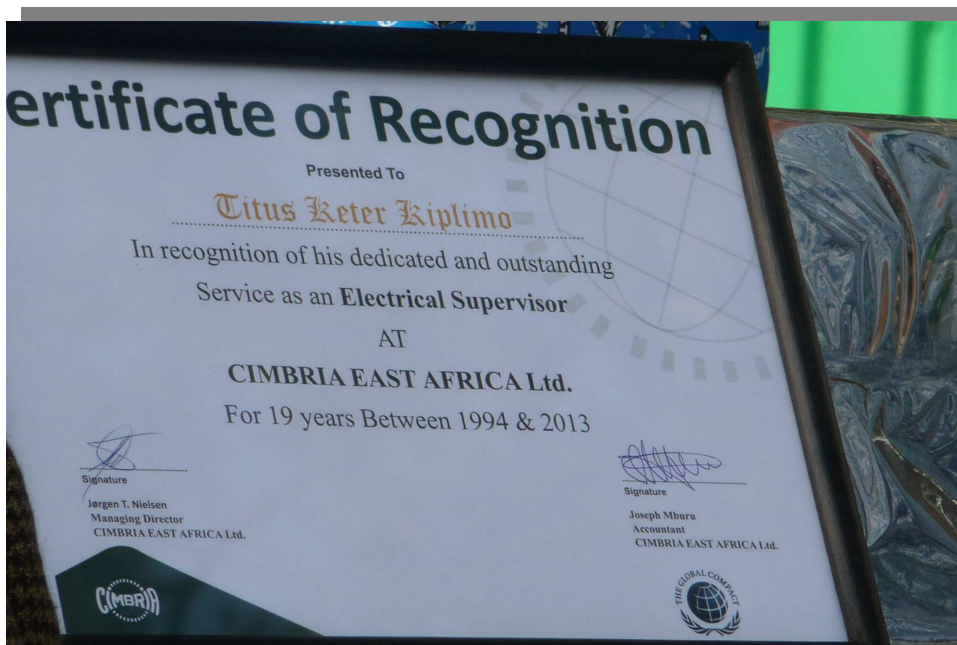 ertificate of Recognition
Presented To
Titus Keter Kiplimo
In recognition of his dedicated and outstanding
Service as an Electrical Supervisor
AT
CIMBRIA EAST AFRICA Ltd.
For 19 years Between 1994 & 2013
Signature
Jørgen T. Nielsen
Managing Director
CIMBRIA EAST AFRICA Ltd.
Signature
Joseph Mburu
Accountant
CIMBRIA EAST AFRICA Ltd.
CIMBRIA
THE GLOBAL COMPACT